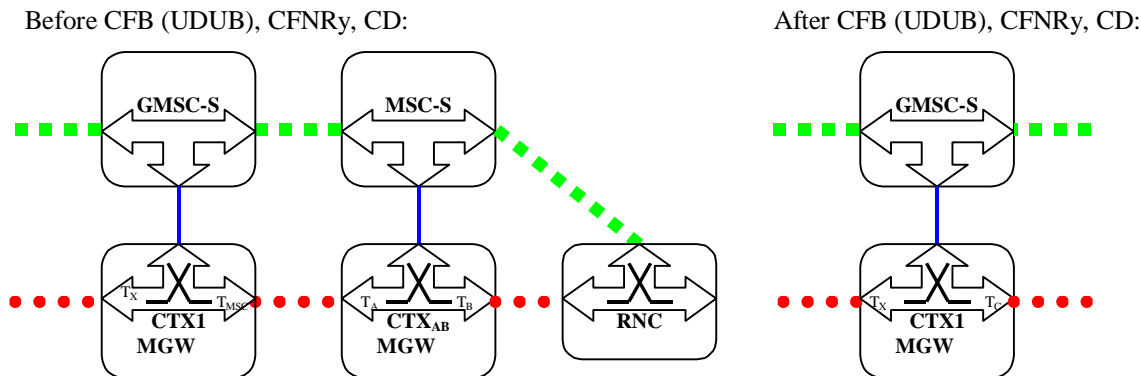 Before CFB (UDUB), CFNRy, CD:
After CFB (UDUB), CFNRy, CD:
GMSC-S
MSC-S
GMSC-S
TX
TMSC
CTX1
MGW
TA
TB
CTXAB
MGW
RNC
TX
TC
CTX1
MGW